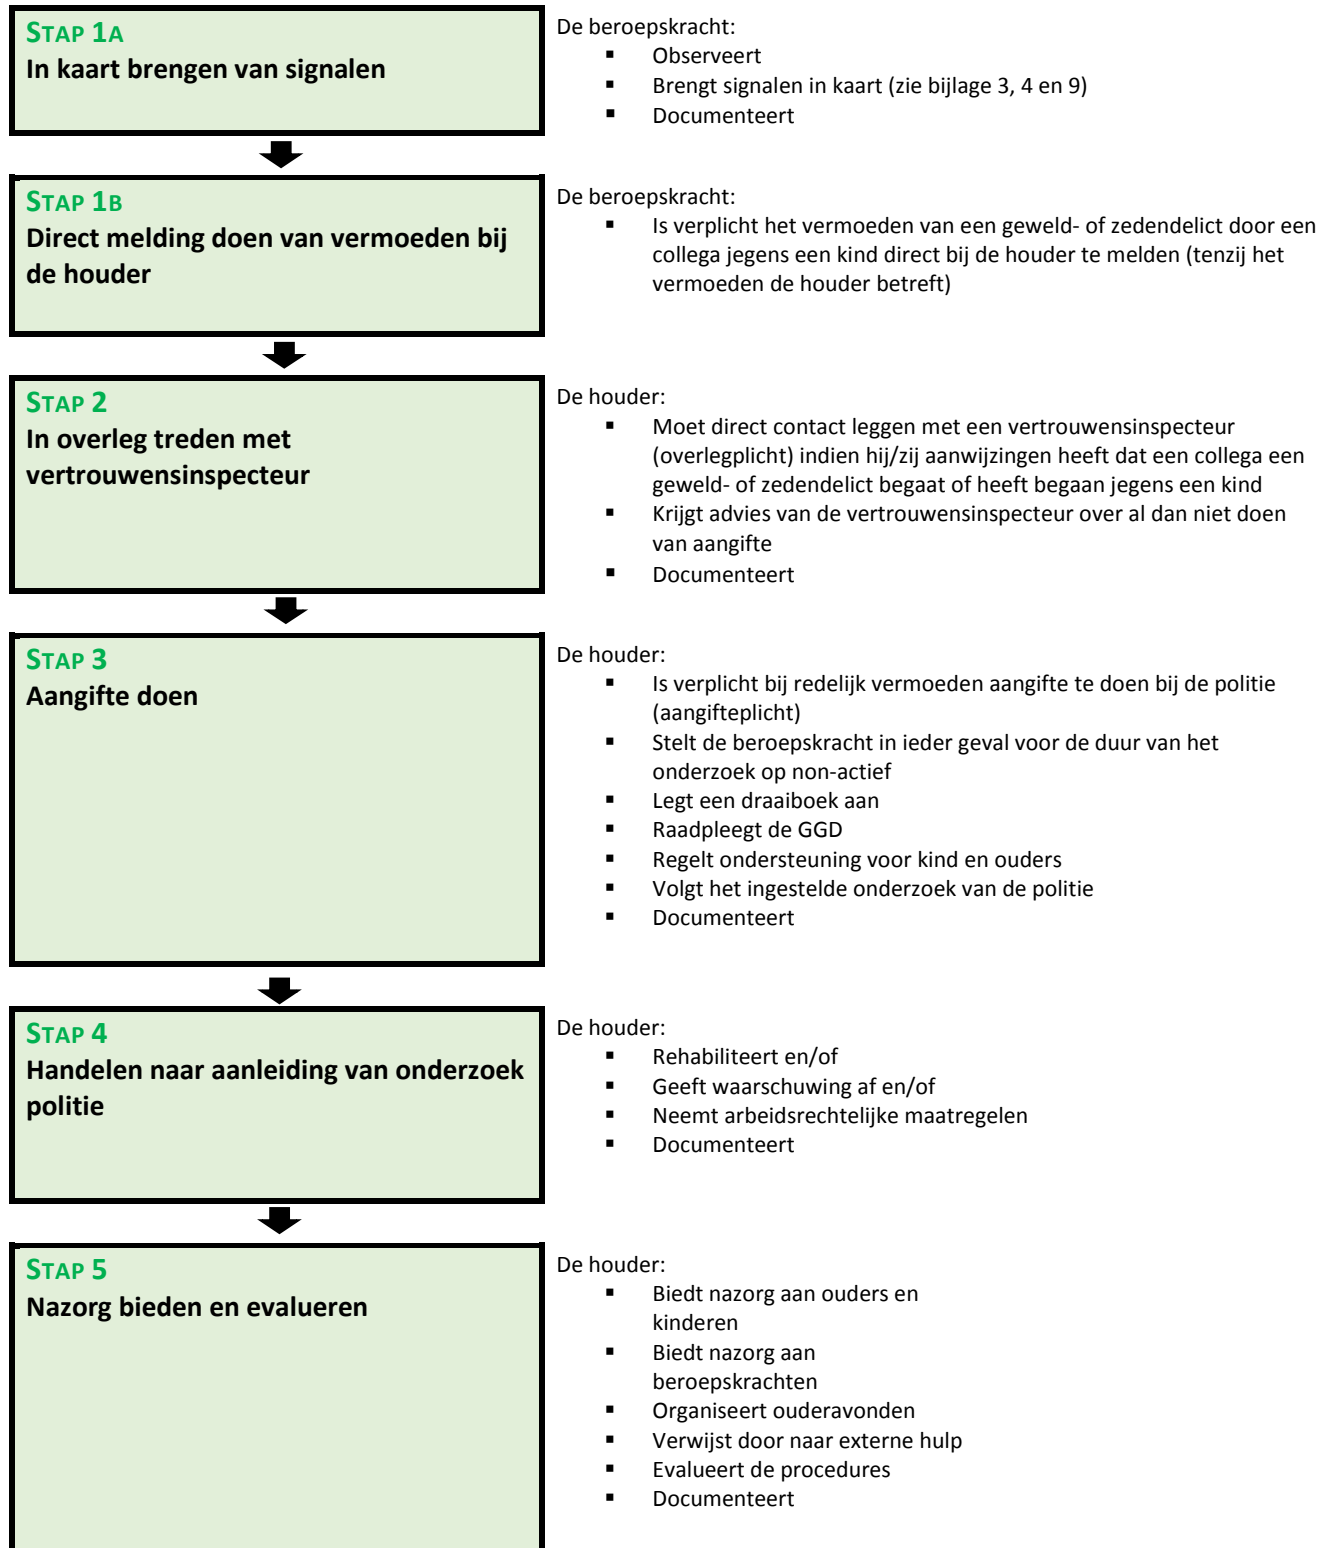 STAP 1A
In kaart brengen van signalen
De beroepskracht:
▪ Observeert
▪ Brengt signalen in kaart (zie bijlage 3, 4 en 9)
▪ Documenteert
STAP 1B
Direct melding doen van vermoeden bij
de houder
De beroepskracht:
▪ Is verplicht het vermoeden van een geweld- of zedendelict door een
collega jegens een kind direct bij de houder te melden (tenzij het
vermoeden de houder betreft)
STAP 2
In overleg treden met
vertrouwensinspecteur
De houder:
▪ Moet direct contact leggen met een vertrouwensinspecteur
(overlegplicht) indien hij/zij aanwijzingen heeft dat een collega een
geweld- of zedendelict begaat of heeft begaan jegens een kind
▪ Krijgt advies van de vertrouwensinspecteur over al dan niet doen
van aangifte
▪ Documenteert
STAP 3
Aangifte doen
De houder:
▪ Is verplicht bij redelijk vermoeden aangifte te doen bij de politie
(aangifteplicht)
▪ Stelt de beroepskracht in ieder geval voor de duur van het
onderzoek op non-actief
▪ Legt een draaiboek aan
▪ Raadpleegt de GGD
▪ Regelt ondersteuning voor kind en ouders
▪ Volgt het ingestelde onderzoek van de politie
▪ Documenteert
STAP 4
Handelen naar aanleiding van onderzoek
politie
De houder:
▪ Rehabiliteert en/of
▪ Geeft waarschuwing af en/of
▪ Neemt arbeidsrechtelijke maatregelen
▪ Documenteert
STAP 5
Nazorg bieden en evalueren
De houder:
▪ Biedt nazorg aan ouders en
kinderen
▪ Biedt nazorg aan
beroepskrachten
▪ Organiseert ouderavonden
▪ Verwijst door naar externe hulp
▪ Evalueert de procedures
▪ Documenteert